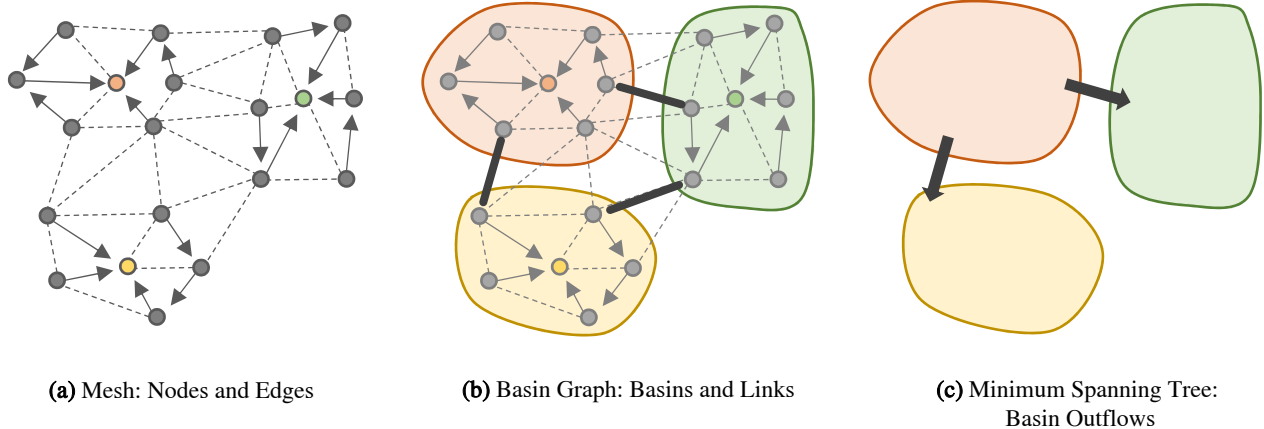 (a) Mesh: Nodes and Edges
(b) Basin Graph: Basins and Links
(c) Minimum Spanning Tree:
Basin Outflows